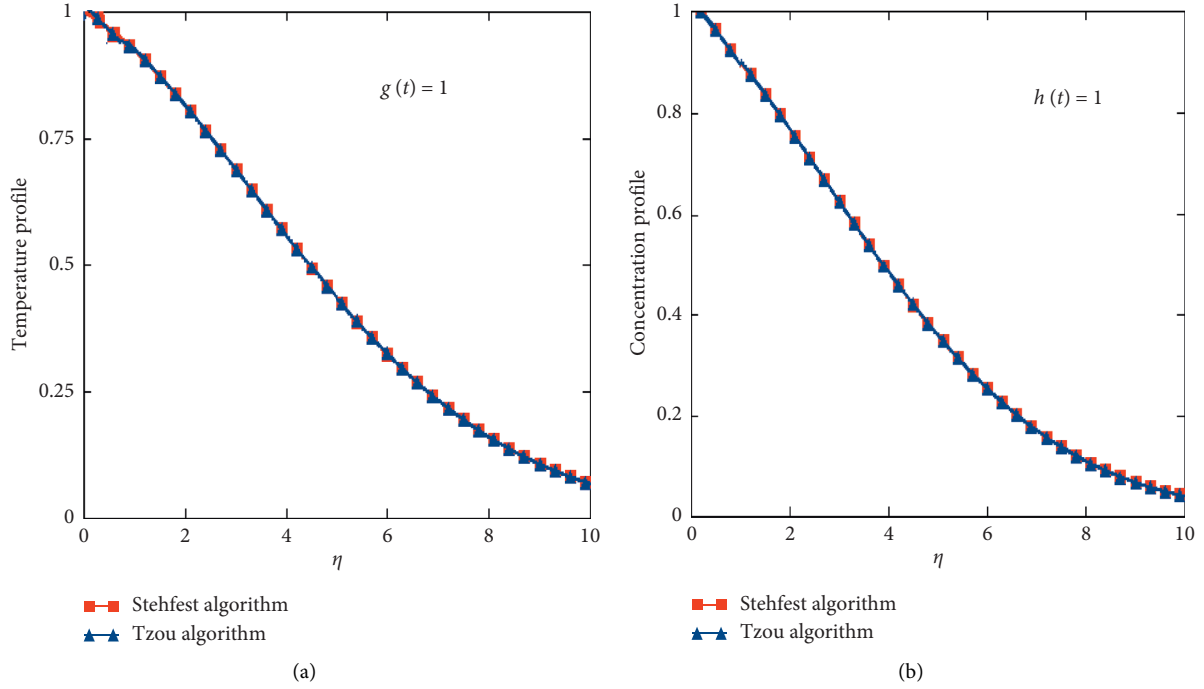 1
0.75
0.5
0.25
0
Temperature profile
g (t) = 1
0 2 4 6 8 10
η
Stehfest algorithm
Tzou algorithm
(a)
1
0.8
0.6
0.4
0.2
0
Concentration profile
h (t) = 1
0 2 4 6 8 10
η
Stehfest algorithm
Tzou algorithm
(b)